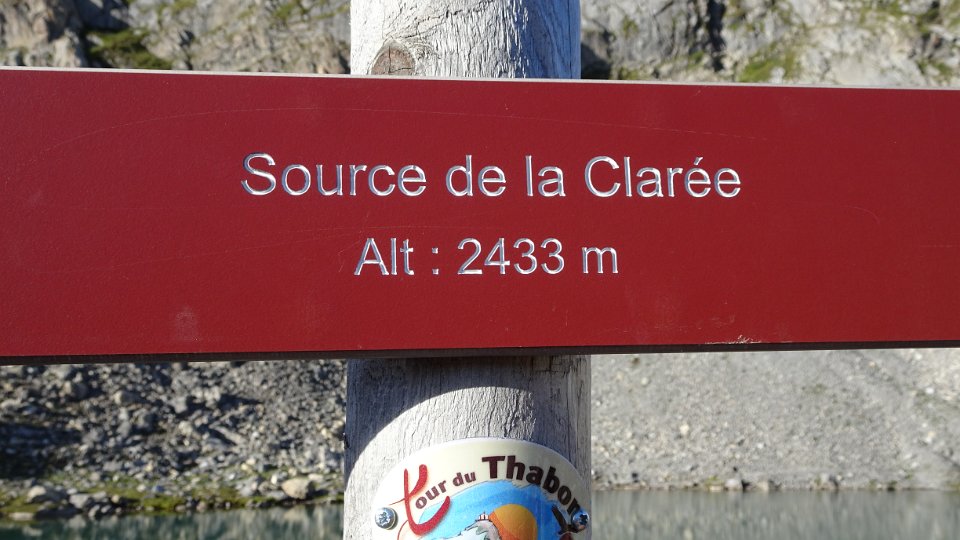 Source de la Clarée
Alt : 2433 m
tour du Thabor